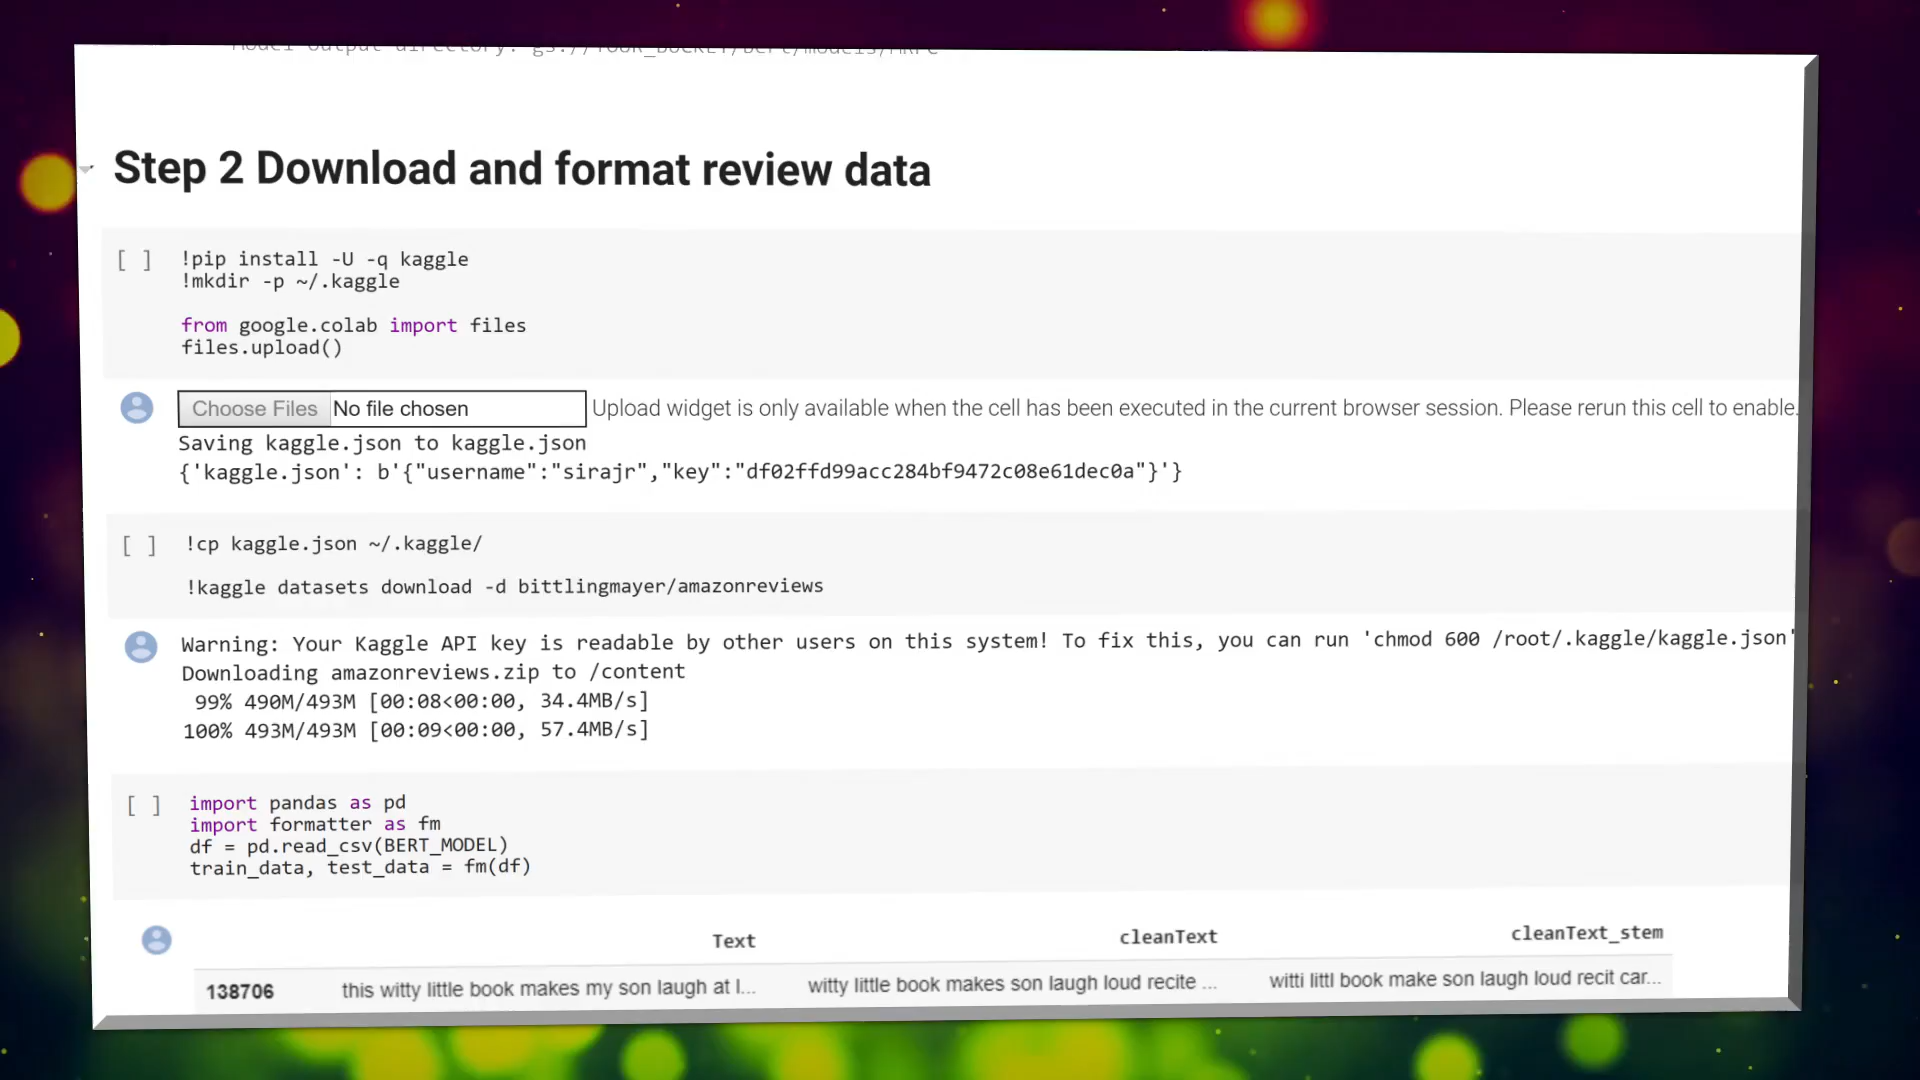 Model output directory: gs://YOUR_BUCKET/bert/models/MRPC
Step 2 Download and format review data
[ ] !pip install -U -q kaggle
!mkdir -p ~/.kaggle
from google.colab import files
files.upload()
Choose Files No file chosen Upload widget is only available when the cell has been executed in the current browser session. Please rerun this cell to enable.
Saving kaggle.json to kaggle.json
{'kaggle.json': b'{"username":"sirajr","key":"df02ffd99acc284bf9472c08e61dec0a"}'}
[ ] !cp kaggle.json ~/.kaggle/
!kaggle datasets download -d bittlingmayer/amazonreviews
Warning: Your Kaggle API key is readable by other users on this system! To fix this, you can run 'chmod 600 /root/.kaggle/kaggle.json'
Downloading amazonreviews.zip to /content
99% 490M/493M [00:08<00:00, 34.4MB/s]
100% 493M/493M [00:09<00:00, 57.4MB/s]
[ ] import pandas as pd
import formatter as fm
df = pd.read_csv(BERT_MODEL)
train_data, test_data = fm(df)
Text cleanText cleanText_stem
138706 this witty little book makes my son laugh at l... witty little book makes son laugh loud recite ... witti littl book make son laugh loud recit car...